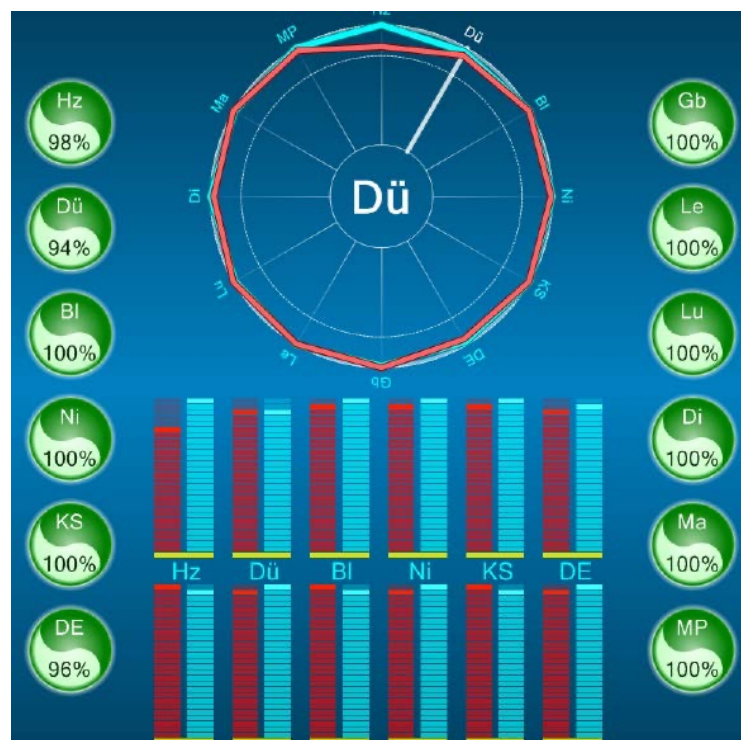 Hz
98%
Dü
94%
Bl
100%
Ni
100%
KS
100%
DE
96%
Hz
Dü
Bl
Ni
KS
DE
Gb
Le
Lu
Di
Ma
MP
Dü
Hz Dü Bl Ni KS DE
Gb
100%
Le
100%
Lu
100%
Di
100%
Ma
100%
MP
100%